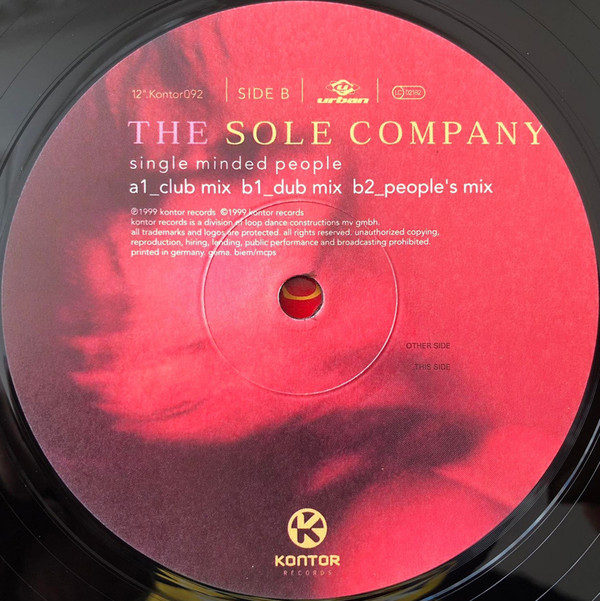 12".Kontor092 SIDE B urban LC 02182
THE SOLE COMPANY
single minded people
a1_club mix b1_dub mix b2_people's mix
℗1999 kontor records ©1999 kontor records
kontor records is a division of loop dance constructions mv gmbh.
all trademarks and logos are protected. all rights reserved. unauthorized copying,
reproduction, hiring, lending, public performance and broadcasting prohibited.
printed in germany. gema. biem/mcps
OTHER SIDE
THIS SIDE
KONTOR
RECORDS